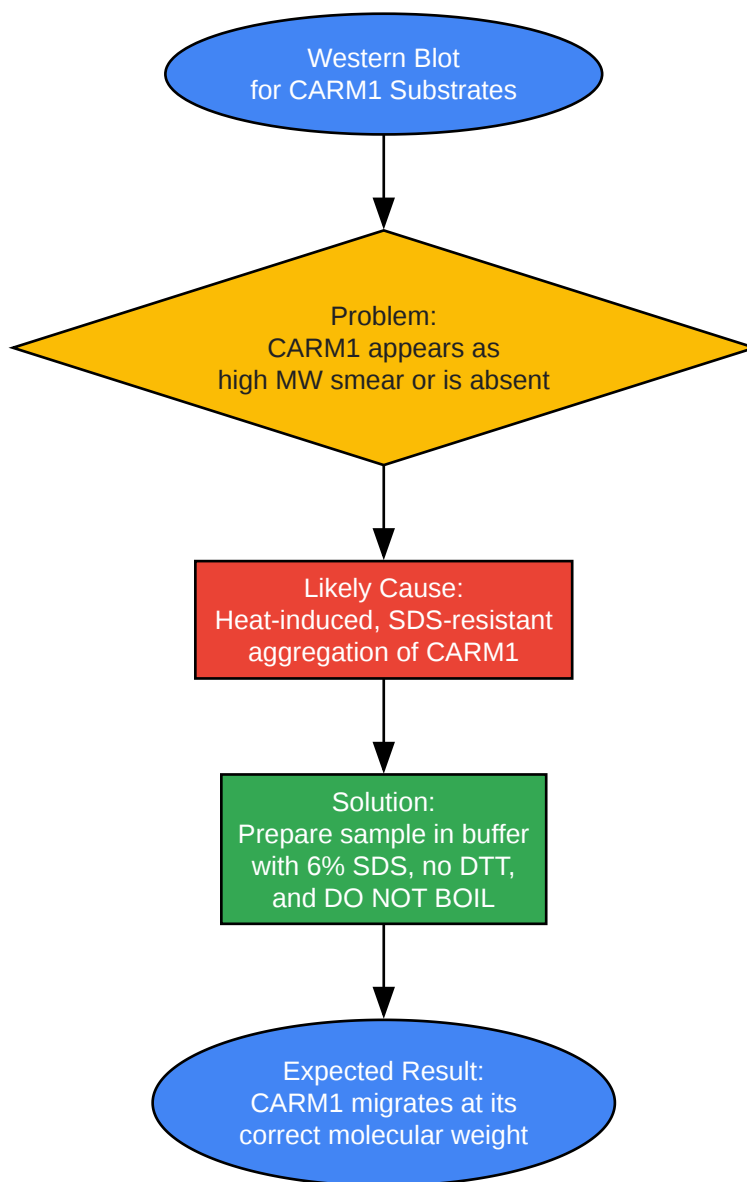 Western Blot
for CARM1 Substrates
Problem:
CARM1 appears as
high MW smear or is absent
Likely Cause:
Heat-induced, SDS-resistant
aggregation of CARM1
Solution:
Prepare sample in buffer
with 6% SDS, no DTT,
and DO NOT BOIL
Expected Result:
CARM1 migrates at its
correct molecular weight